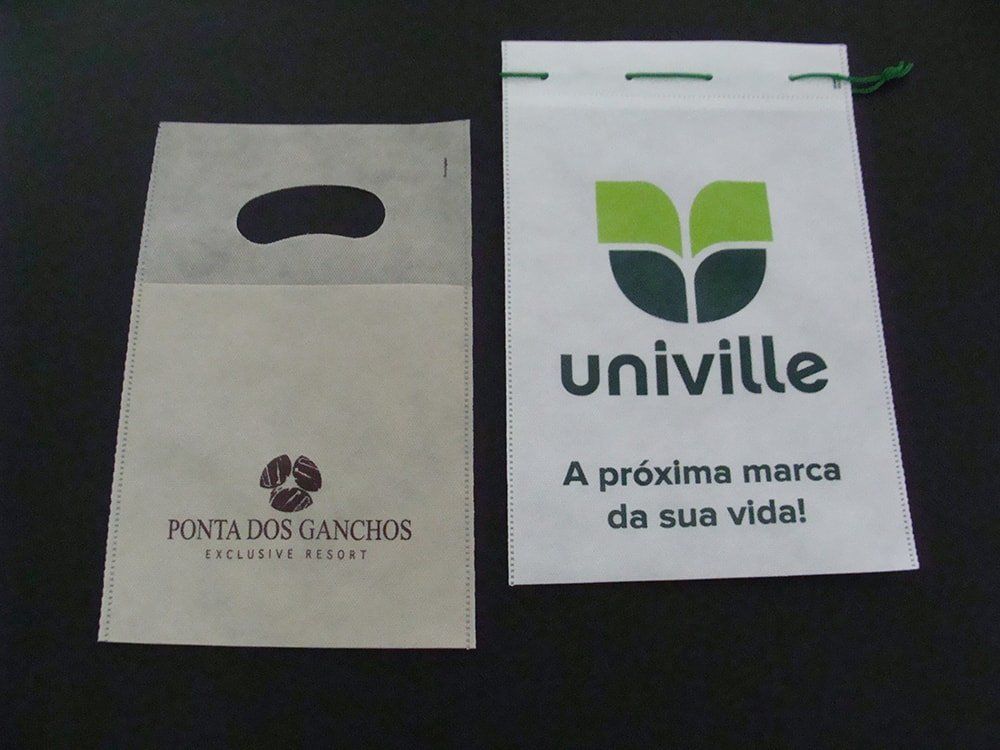 PONTA DOS GANCHOS
EXCLUSIVE RESORT
univille
A próxima marca
da sua vida!